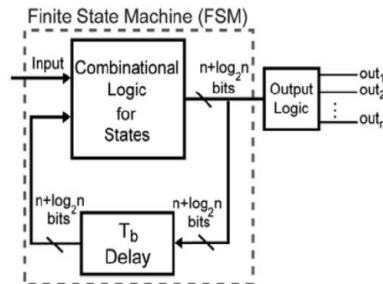 Finite State Machine (FSM)
Input
Combinational
Logic
for
States
n+log₂n
bits
Output
Logic
out₁
out₂
⋮
outₙ
n+log₂n
bits
T_b
Delay
n+log₂n
bits